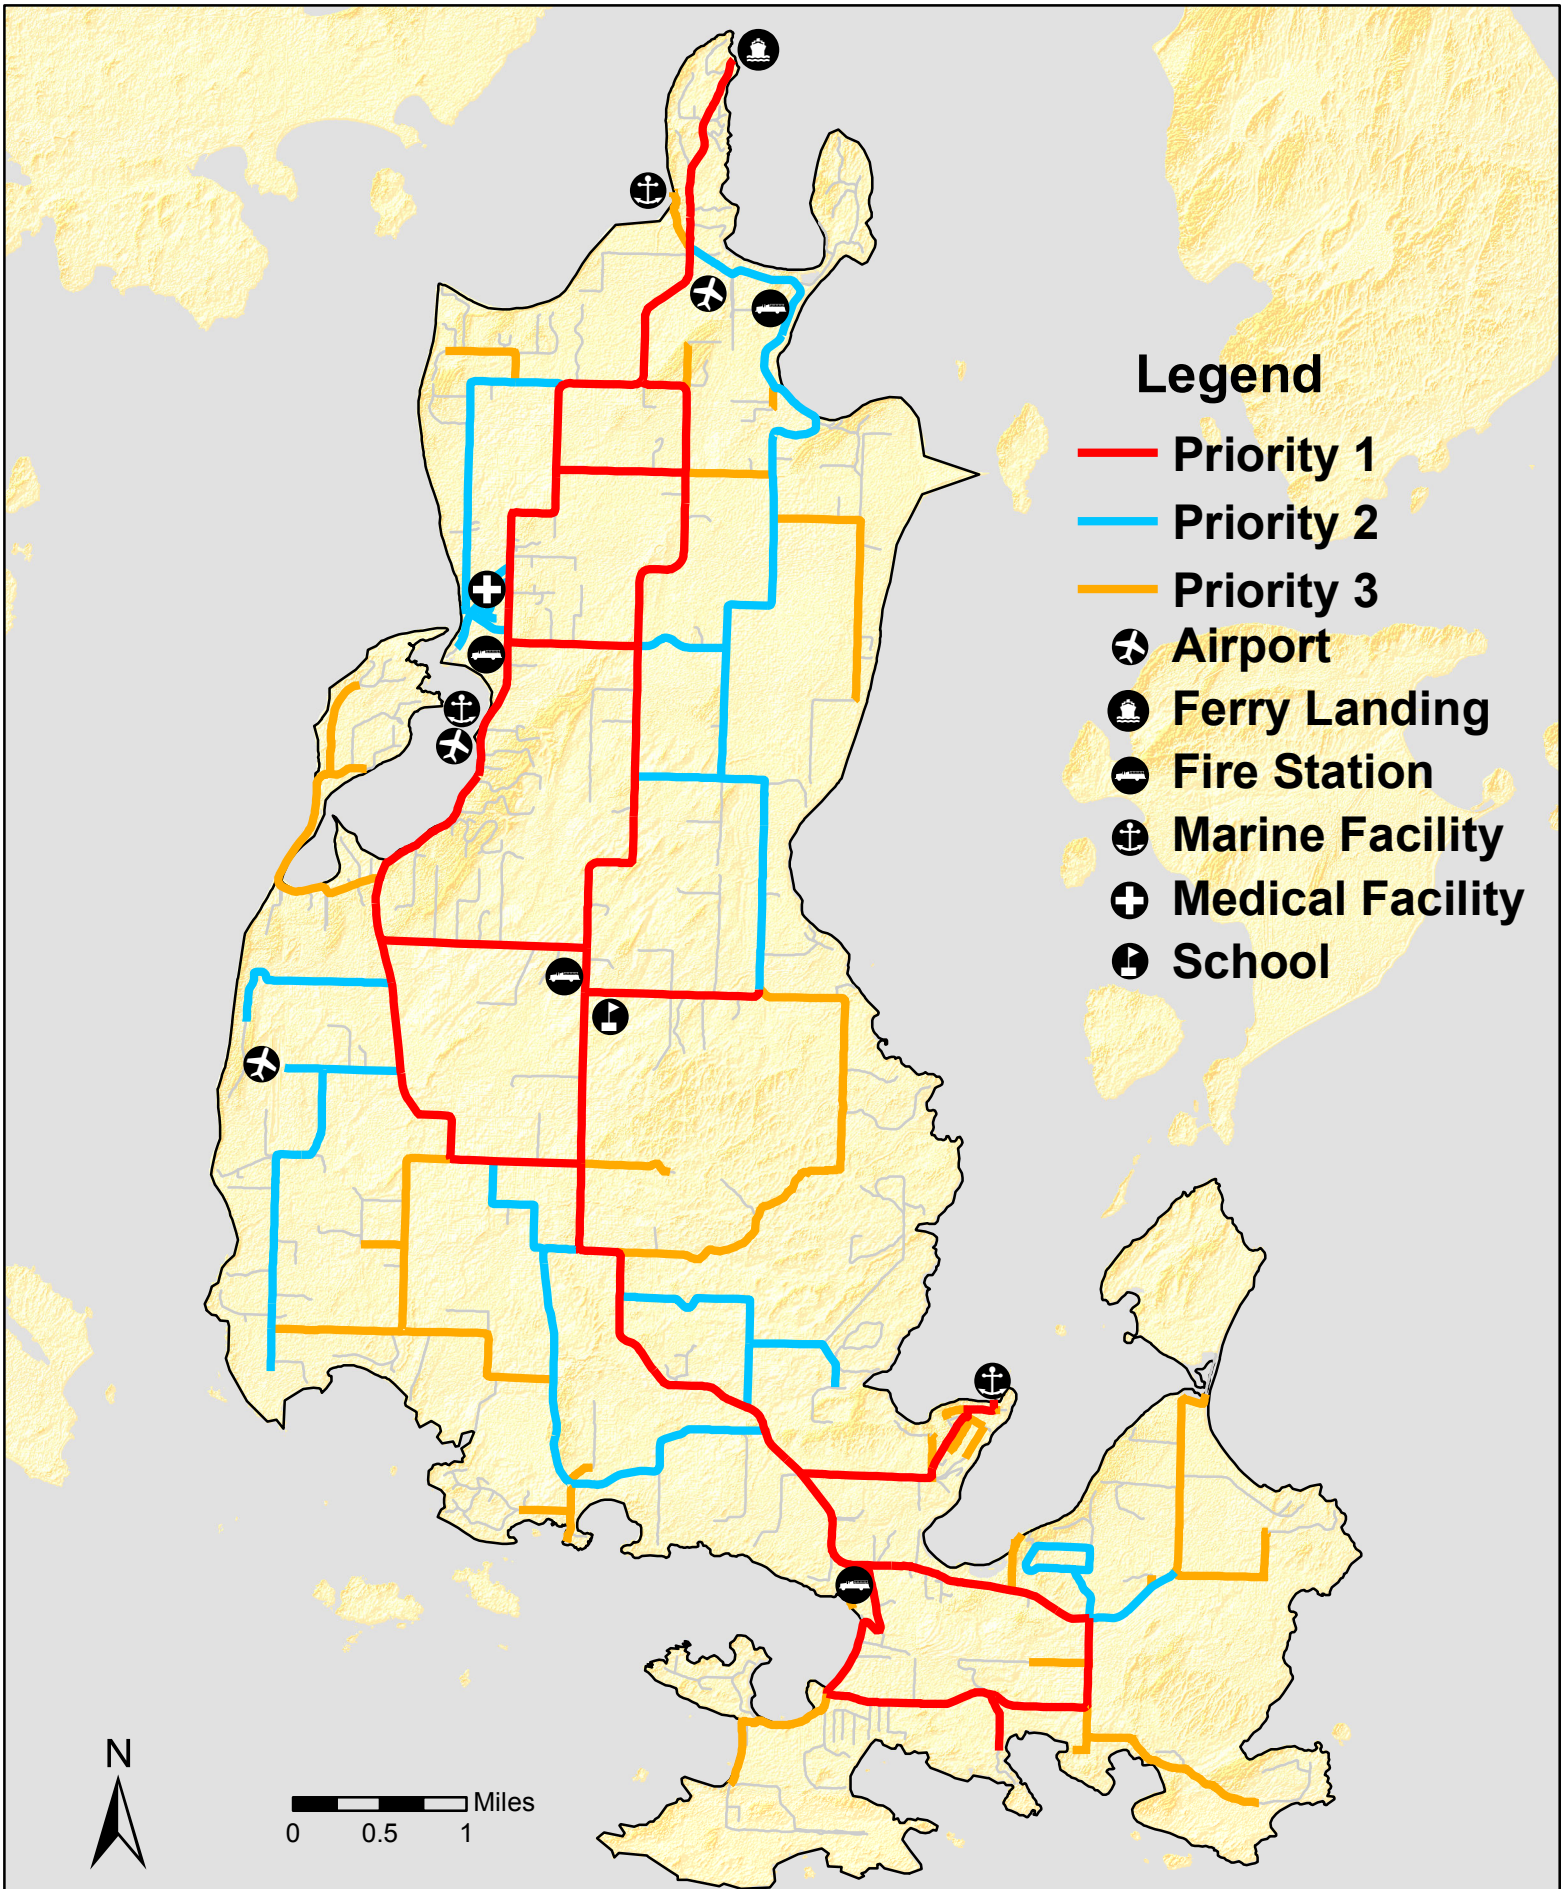 Legend
Priority 1
Priority 2
Priority 3
Airport
Ferry Landing
Fire Station
Marine Facility
Medical Facility
School
N
Miles
0 0.5 1